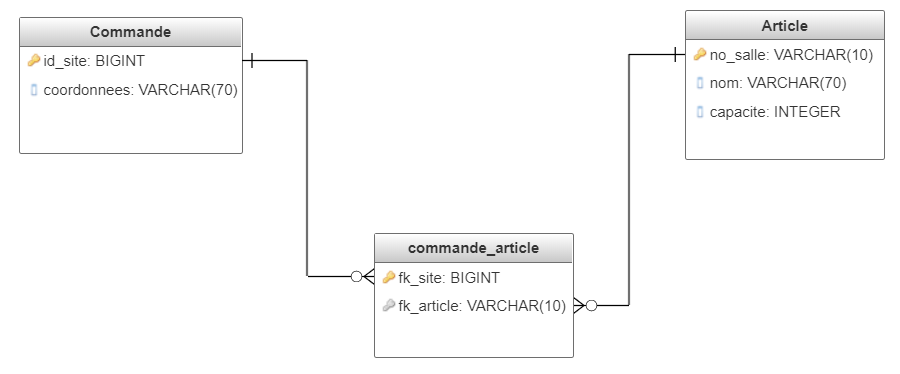 Commande
id_site: BIGINT
coordonnees: VARCHAR(70)
Article
no_salle: VARCHAR(10)
nom: VARCHAR(70)
capacite: INTEGER
commande_article
fk_site: BIGINT
fk_article: VARCHAR(10)